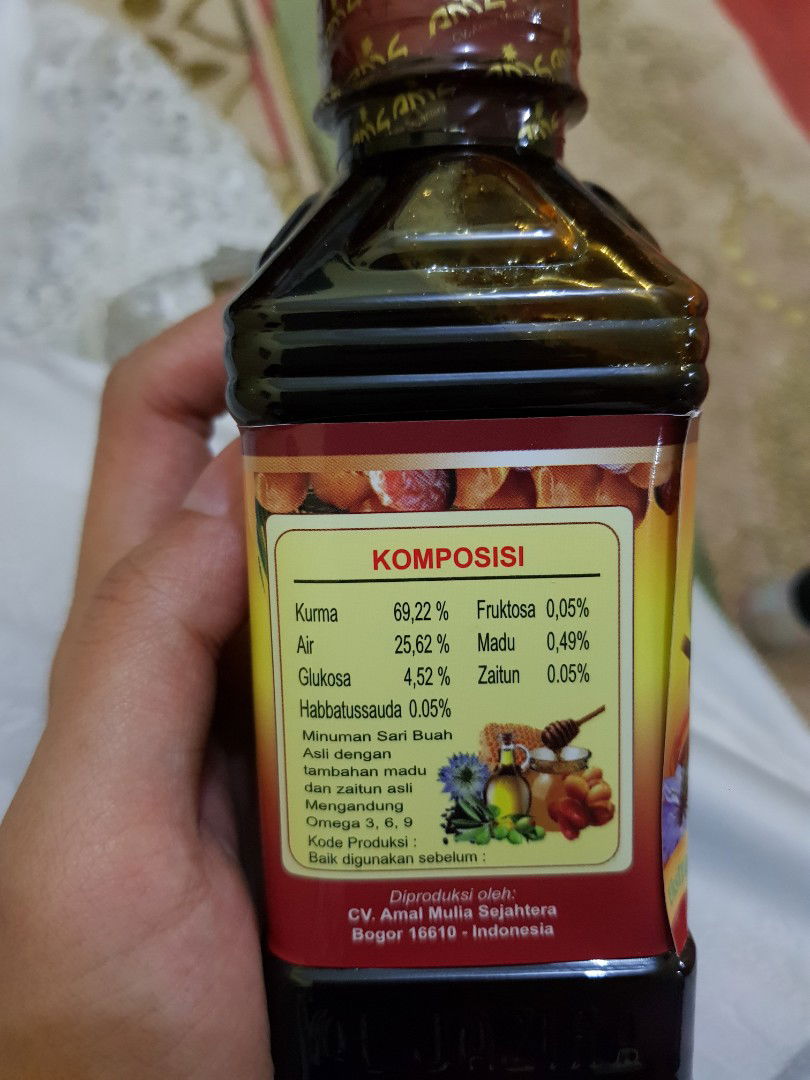 KOMPOSISI
Kurma 69,22 % Fruktosa 0,05%
Air 25,62 % Madu 0,49%
Glukosa 4,52 % Zaitun 0.05%
Habbatussauda 0.05%
Minuman Sari Buah
Asli dengan
tambahan madu
dan zaitun asli
Mengandung
Omega 3, 6, 9
Kode Produksi :
Baik digunakan sebelum :
Diproduksi oleh:
CV. Amal Mulia Sejahtera
Bogor 16610 - Indonesia